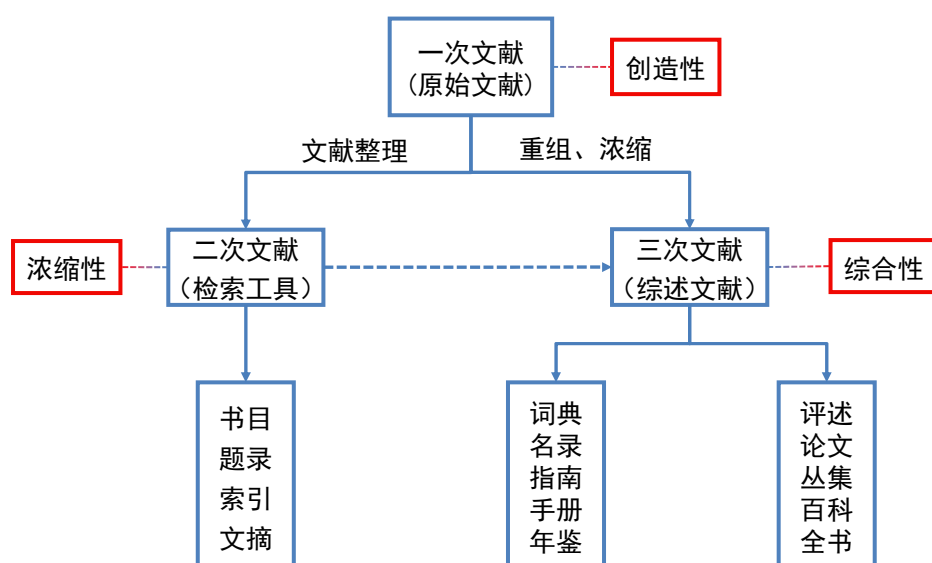 一次文献
(原始文献)
创造性
文献整理
重组、浓缩
浓缩性
二次文献
（检索工具）
三次文献
（综述文献）
综合性
书目
题录
索引
文摘
词典
名录
指南
手册
年鉴
评述
论文
丛集
百科
全书